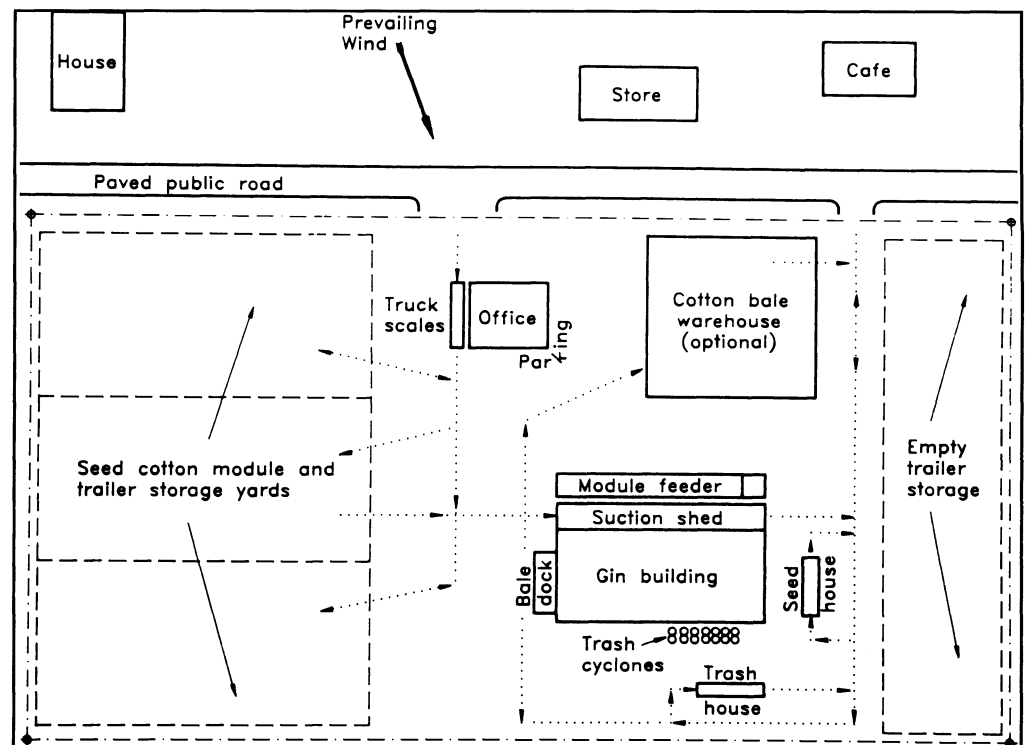 Prevailing
Wind
House
Store
Cafe
Paved public road
Truck
scales
Office
Parking
Cotton bale
warehouse
(optional)
Seed cotton module and
trailer storage yards
Empty
trailer
storage
Module feeder
Suction shed
Gin building
Bale
dock
Seed
house
Trash
cyclones
Trash
house